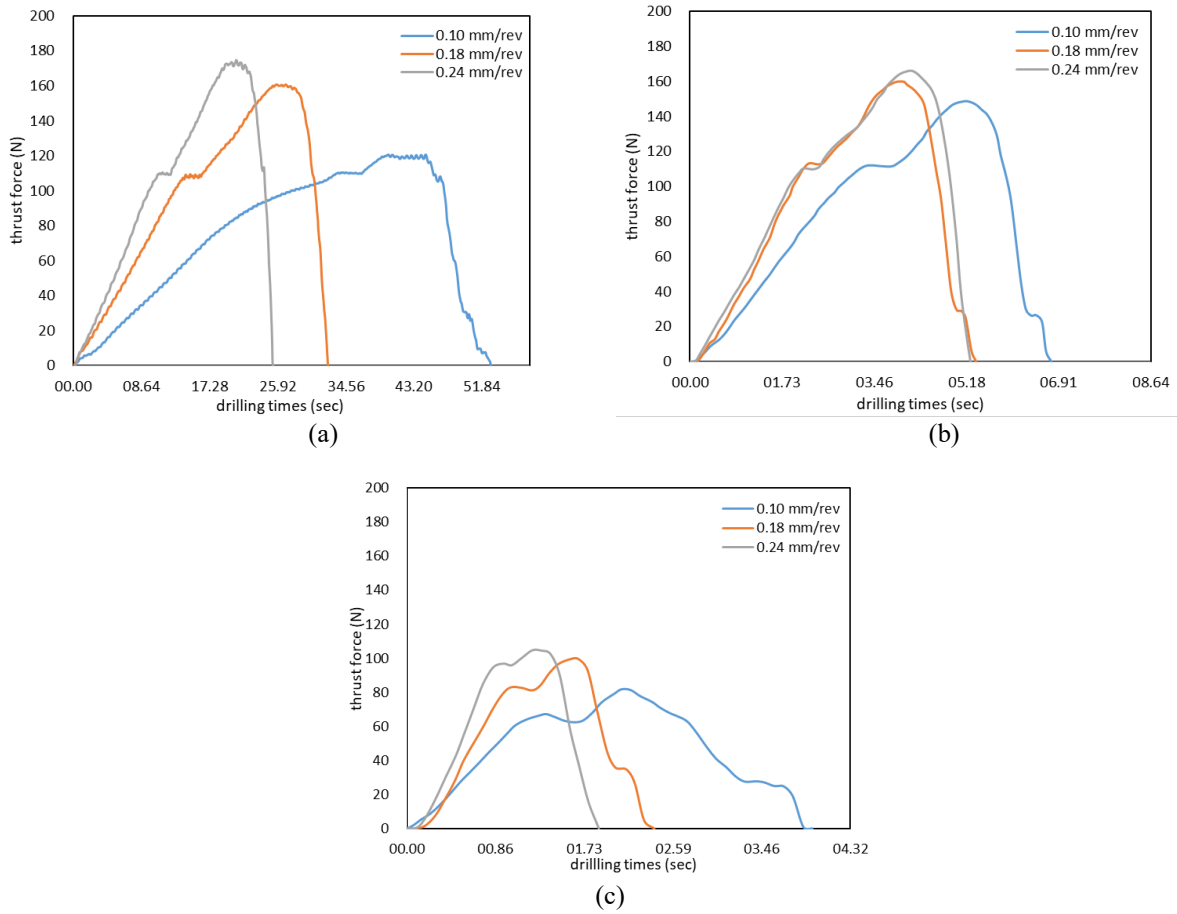 200
180
160
140
120
100
80
60
40
20
0
thrust force (N)
0.10 mm/rev
0.18 mm/rev
0.24 mm/rev
00.00 08.64 17.28 25.92 34.56 43.20 51.84
drilling times (sec)
(a)
200
180
160
140
120
100
80
60
40
20
0
thrust force (N)
0.10 mm/rev
0.18 mm/rev
0.24 mm/rev
00.00 01.73 03.46 05.18 06.91 08.64
drilling times (sec)
(b)
200
180
160
140
120
100
80
60
40
20
0
thrust force (N)
0.10 mm/rev
0.18 mm/rev
0.24 mm/rev
00.00 00.86 01.73 02.59 03.46 04.32
drillling times (sec)
(c)